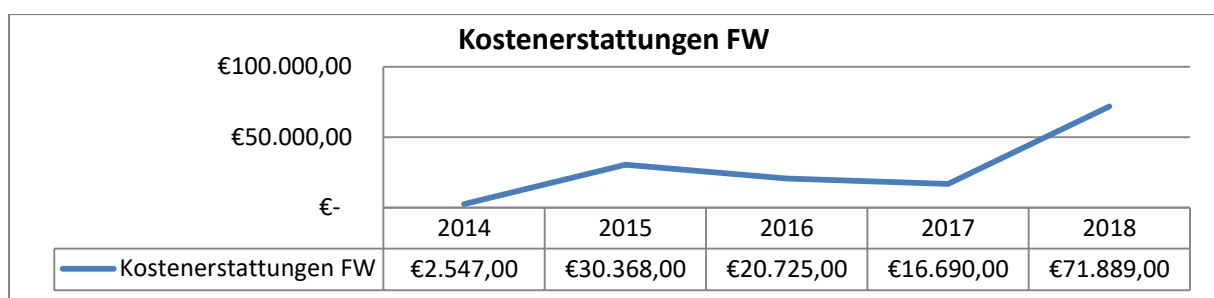 Kostenerstattungen FW
€100.000,00
€50.000,00
€-
2014 2015 2016 2017 2018
Kostenerstattungen FW €2.547,00 €30.368,00 €20.725,00 €16.690,00 €71.889,00